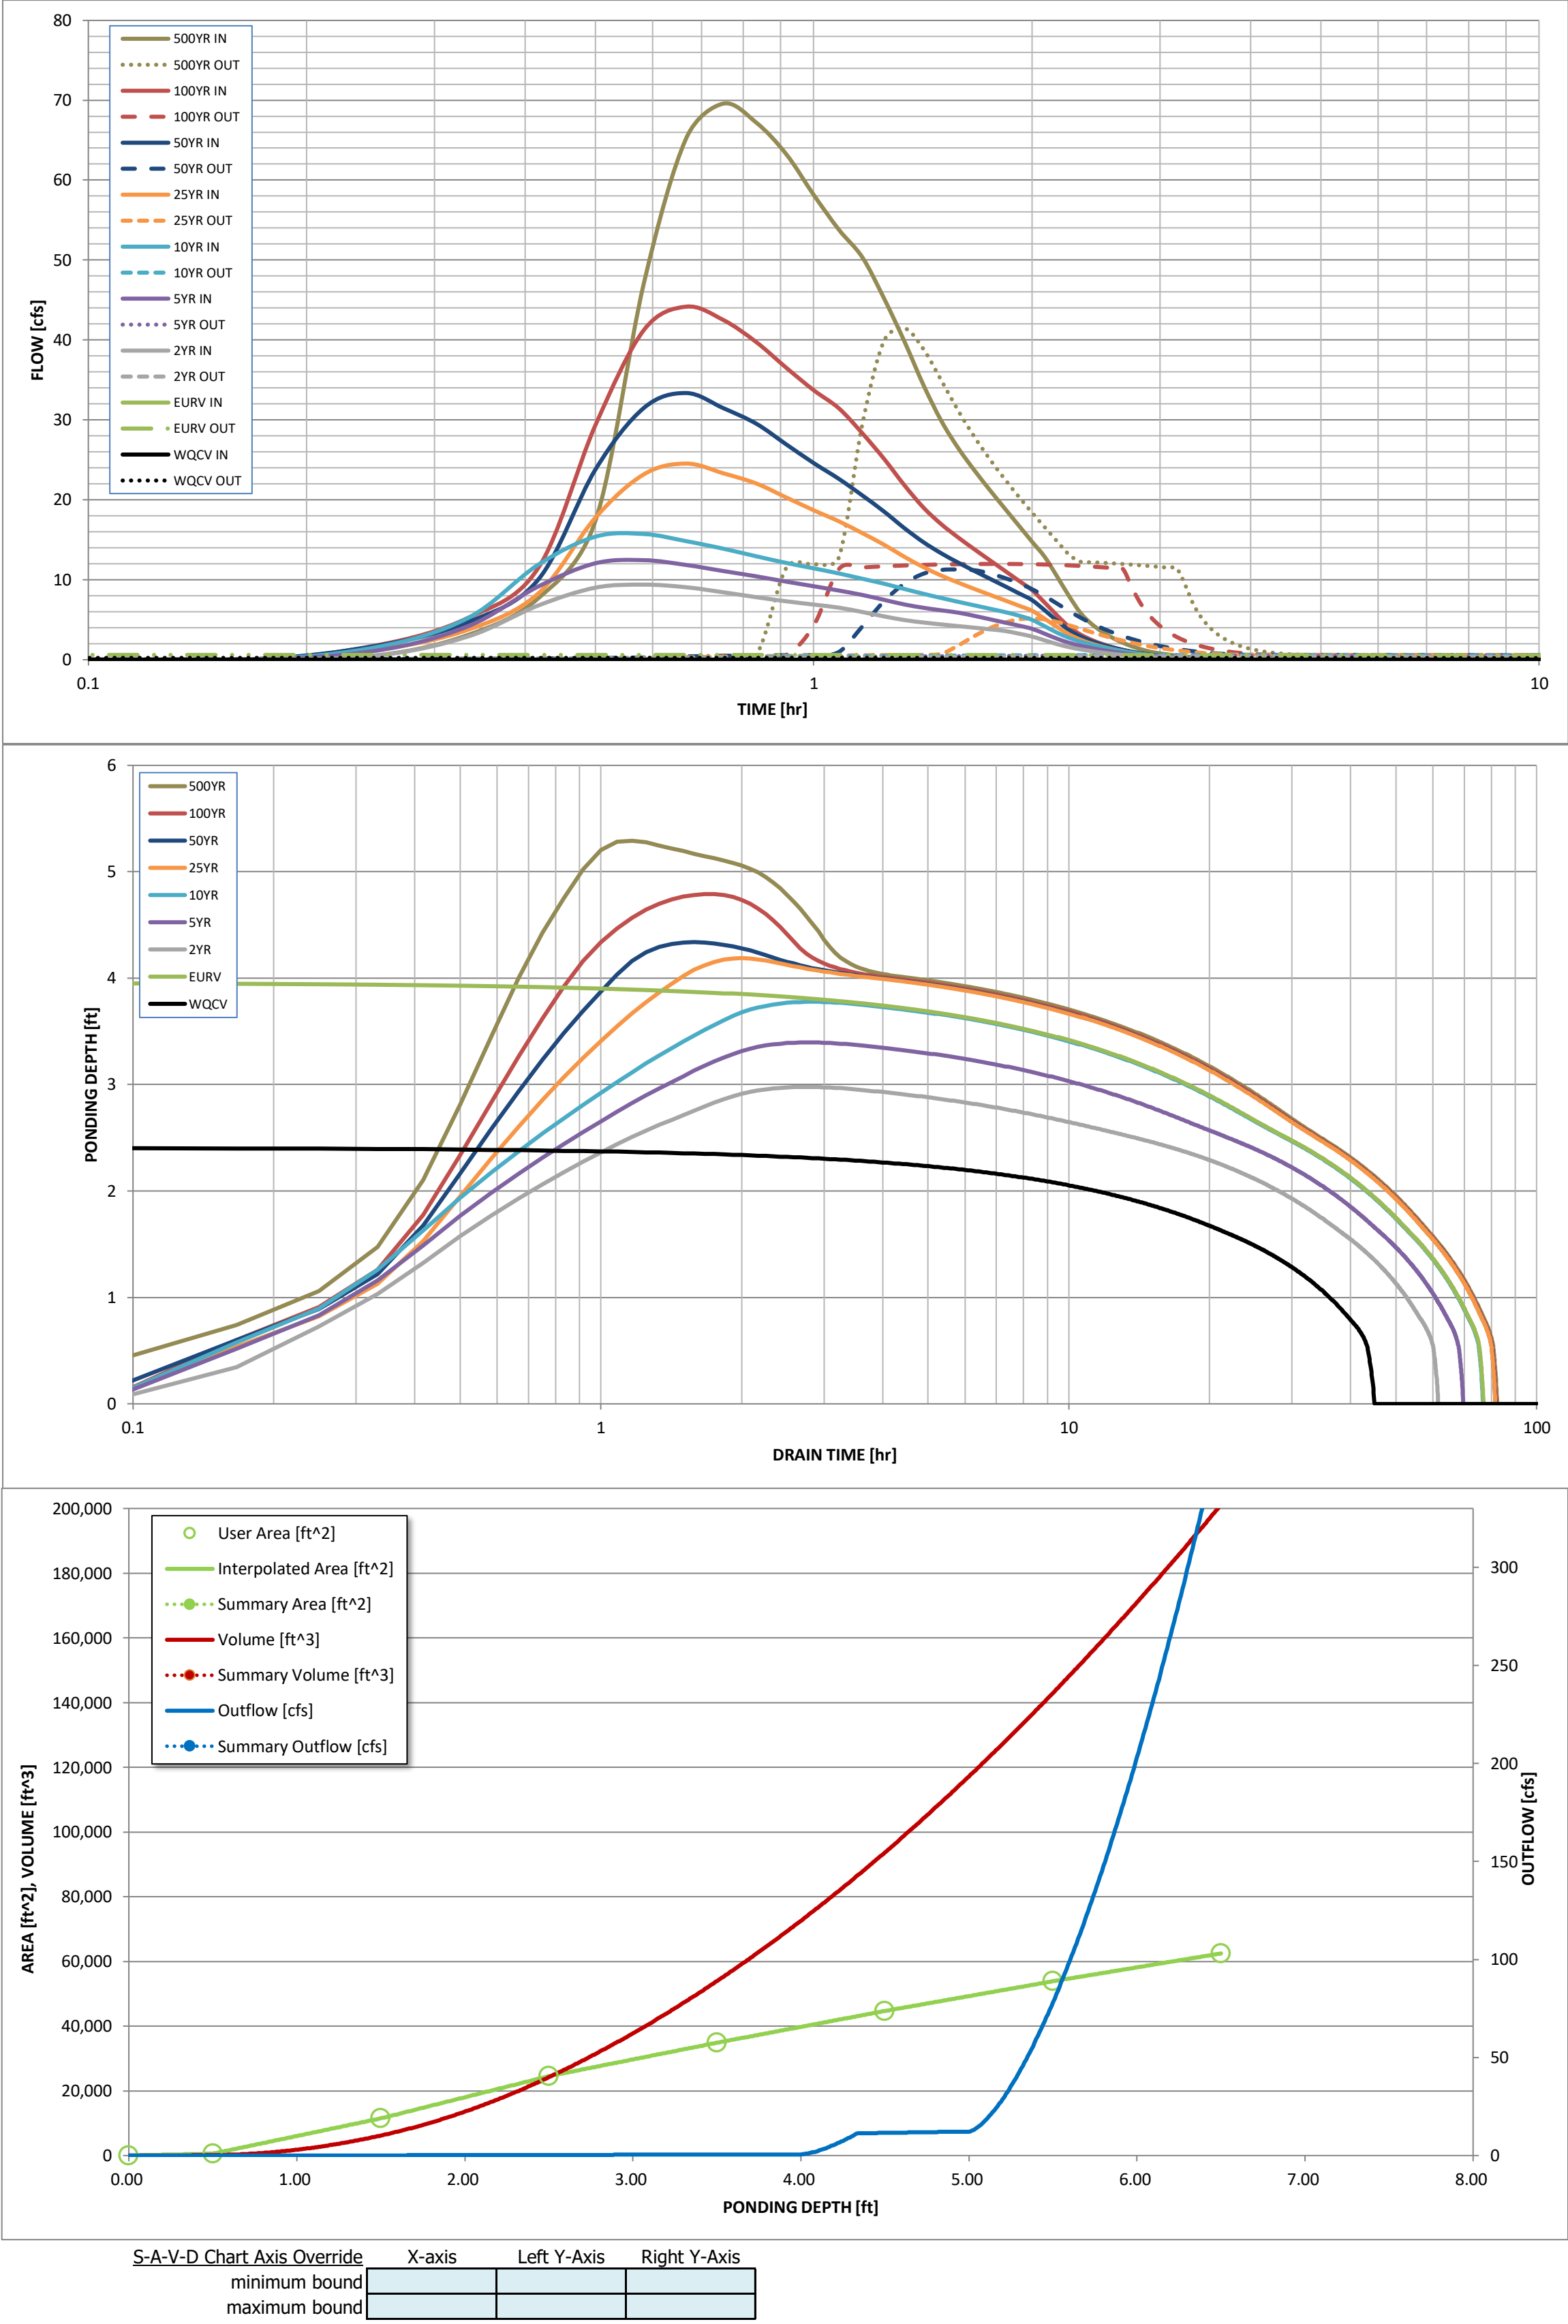 80
70
60
50
40
30
20
10
0
FLOW [cfs]
500YR IN
500YR OUT
100YR IN
100YR OUT
50YR IN
50YR OUT
25YR IN
25YR OUT
10YR IN
10YR OUT
5YR IN
5YR OUT
2YR IN
2YR OUT
EURV IN
EURV OUT
WQCV IN
WQCV OUT
0.1 1 10
TIME [hr]
6
5
4
3
2
1
0
PONDING DEPTH [ft]
500YR
100YR
50YR
25YR
10YR
5YR
2YR
EURV
WQCV
0.1 1 10 100
DRAIN TIME [hr]
200,000
180,000
160,000
140,000
120,000
100,000
80,000
60,000
40,000
20,000
0
AREA [ft^2], VOLUME [ft^3]
User Area [ft^2]
Interpolated Area [ft^2]
Summary Area [ft^2]
Volume [ft^3]
Summary Volume [ft^3]
Outflow [cfs]
Summary Outflow [cfs]
300
250
200
150
100
50
0
OUTFLOW [cfs]
0.00 1.00 2.00 3.00 4.00 5.00 6.00 7.00 8.00
PONDING DEPTH [ft]
S-A-V-D Chart Axis Override X-axis Left Y-Axis Right Y-Axis
minimum bound
maximum bound